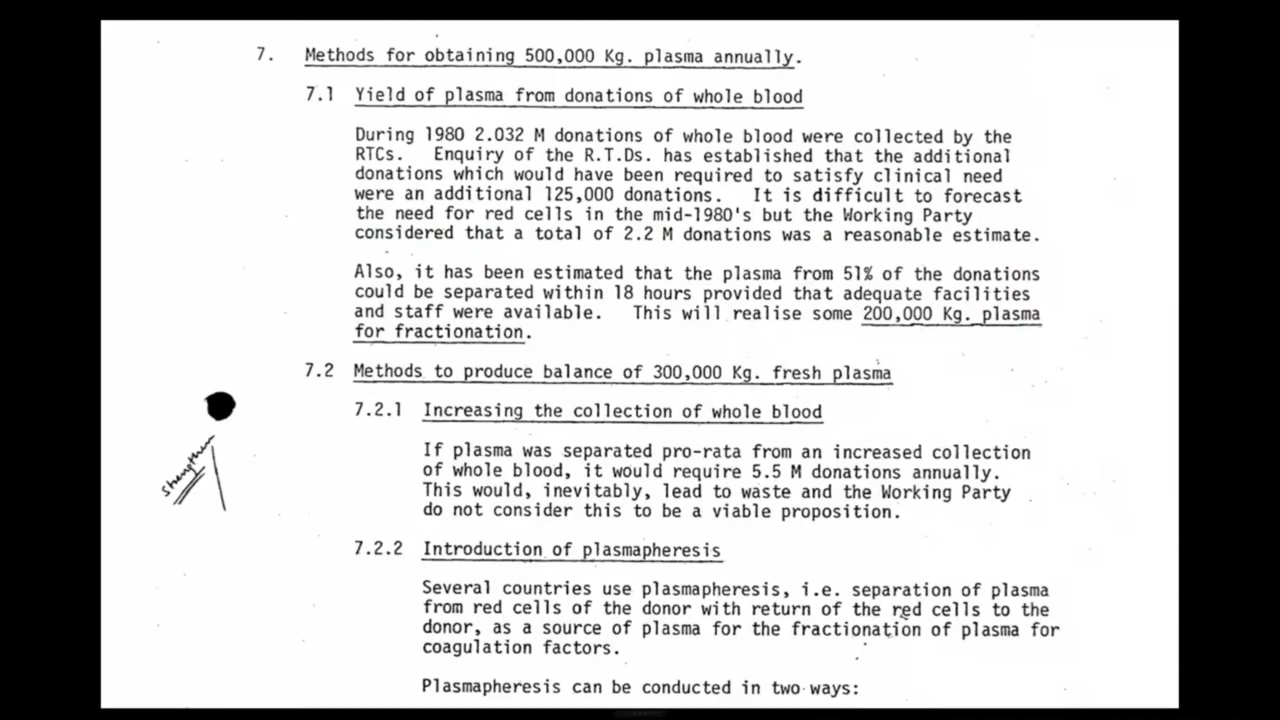 7. Methods for obtaining 500,000 Kg. plasma annually.
7.1 Yield of plasma from donations of whole blood
During 1980 2.032 M donations of whole blood were collected by the
RTCs. Enquiry of the R.T.Ds. has established that the additional
donations which would have been required to satisfy clinical need
were an additional 125,000 donations. It is difficult to forecast
the need for red cells in the mid-1980's but the Working Party
considered that a total of 2.2 M donations was a reasonable estimate.
Also, it has been estimated that the plasma from 51% of the donations
could be separated within 18 hours provided that adequate facilities
and staff were available. This will realise some 200,000 Kg. plasma
for fractionation.
7.2 Methods to produce balance of 300,000 Kg. fresh plasma
7.2.1 Increasing the collection of whole blood
If plasma was separated pro-rata from an increased collection
of whole blood, it would require 5.5 M donations annually.
This would, inevitably, lead to waste and the Working Party
do not consider this to be a viable proposition.
Strengthen
7.2.2 Introduction of plasmapheresis
Several countries use plasmapheresis, i.e. separation of plasma
from red cells of the donor with return of the red cells to the
donor, as a source of plasma for the fractionation of plasma for
coagulation factors.
Plasmapheresis can be conducted in two ways: